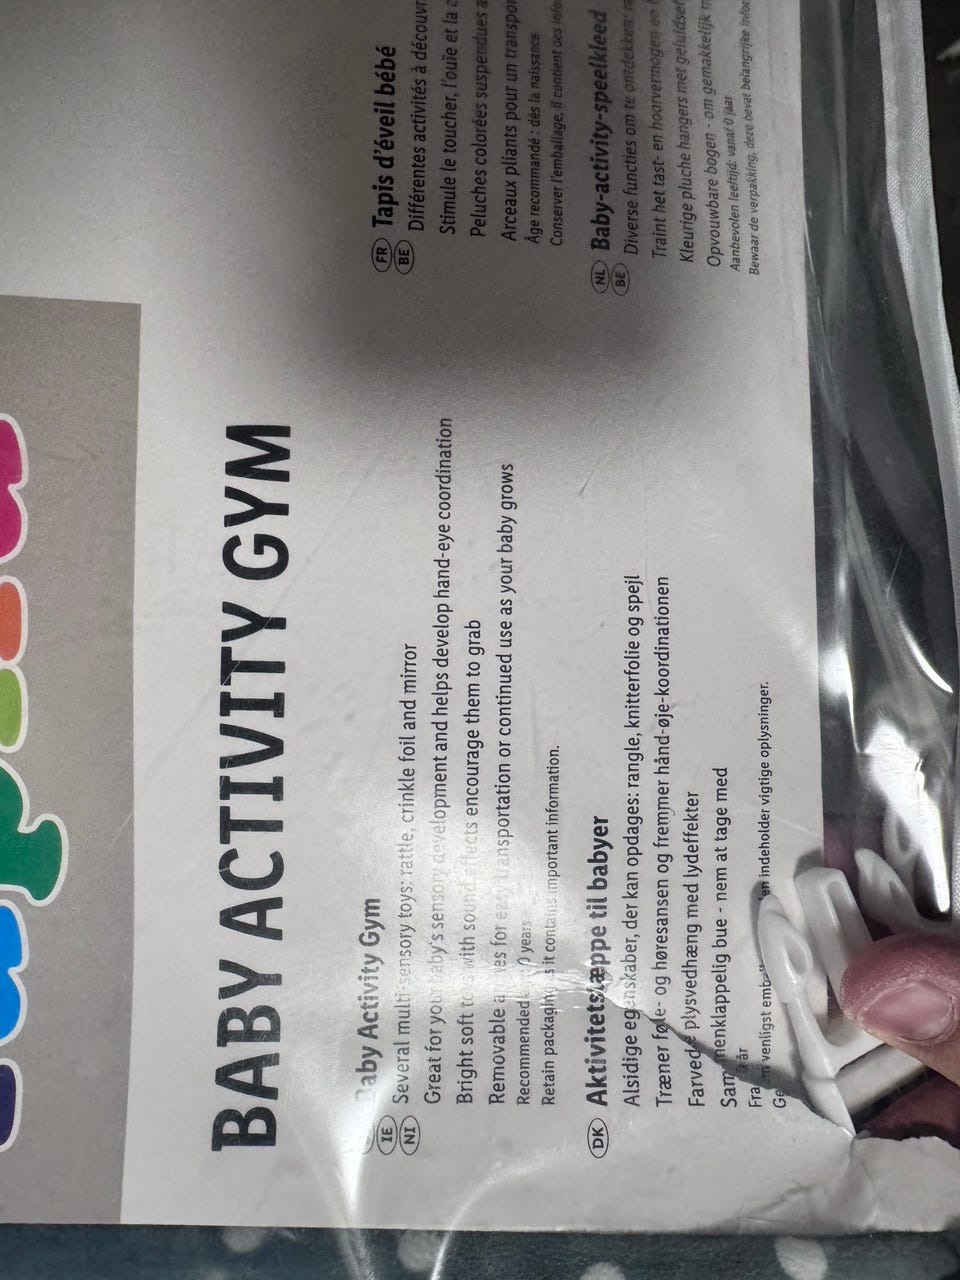 BABY ACTIVITY GYM
Baby Activity Gym
IE
NI
Several multi-sensory toys: rattle, crinkle foil and mirror
Great for your baby's sensory development and helps develop hand-eye coordination
Bright soft with sound effects encourage them to grab
Removable for easy transportation or continued use as your baby grows
Recommended 0 years
Retain packaging as it contains important information.
DK
Aktivitetstæppe til babyer
Alsidige egenskaber, der kan opdages: rangle, knitterfolie og spejl
Træner føle- og høresansen og fremmer hånd-øje-koordinationen
Farvede plysvedhæng med lydeffekter
Sammenklappelig bue - nem at tage med
år
venligst indeholder vigtige oplysninger.
FR
BE
Tapis d'éveil bébé
Différentes activités à découvr
Stimule le toucher, l'ouïe et la
Peluches colorées suspendues a
Arceaux pliants pour un transpor
Âge recommandé : dès la naissance
Conserver l'emballage, il contient des
NL
BE
Baby-activity-speelkleed
Diverse functies om te ontdekken:
Traint het tast- en hoorvermogen en
Kleurige pluche hangers met geluidsef
Opvouwbare bogen - om gemakkelijk
Aanbevolen leeftijd: vanaf 0 jaar
Bewaar de verpakking, deze bevat belangrijke